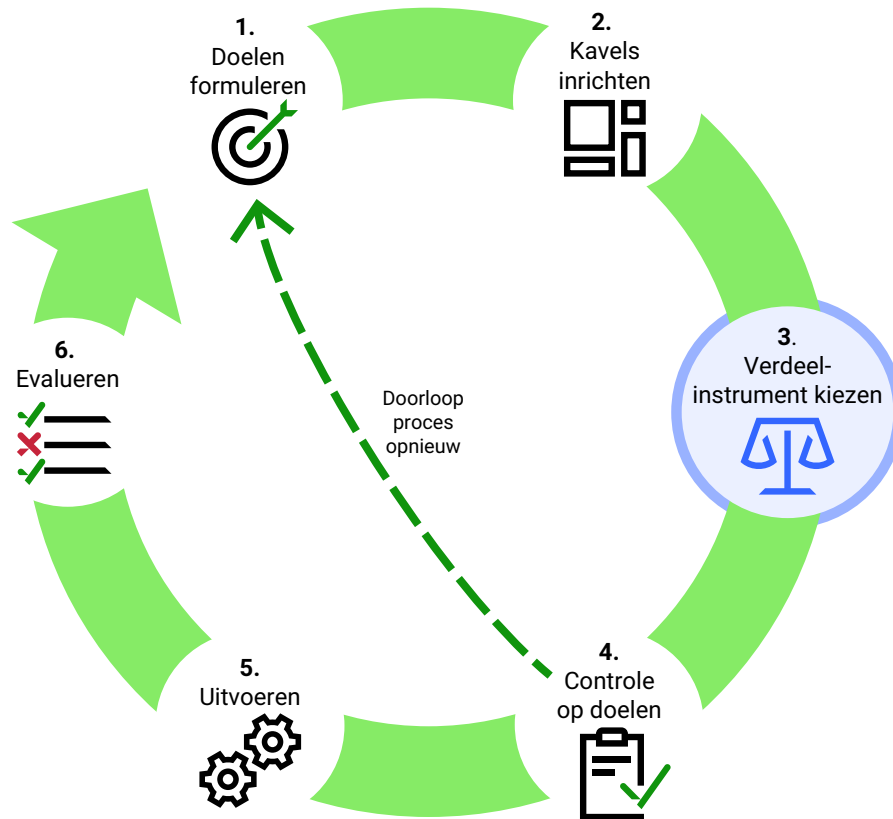 1.
Doelen
formuleren
2.
Kavels
inrichten
3.
Verdeel-
instrument kiezen
4.
Controle
op doelen
5.
Uitvoeren
6.
Evalueren
Doorloop
proces
opnieuw